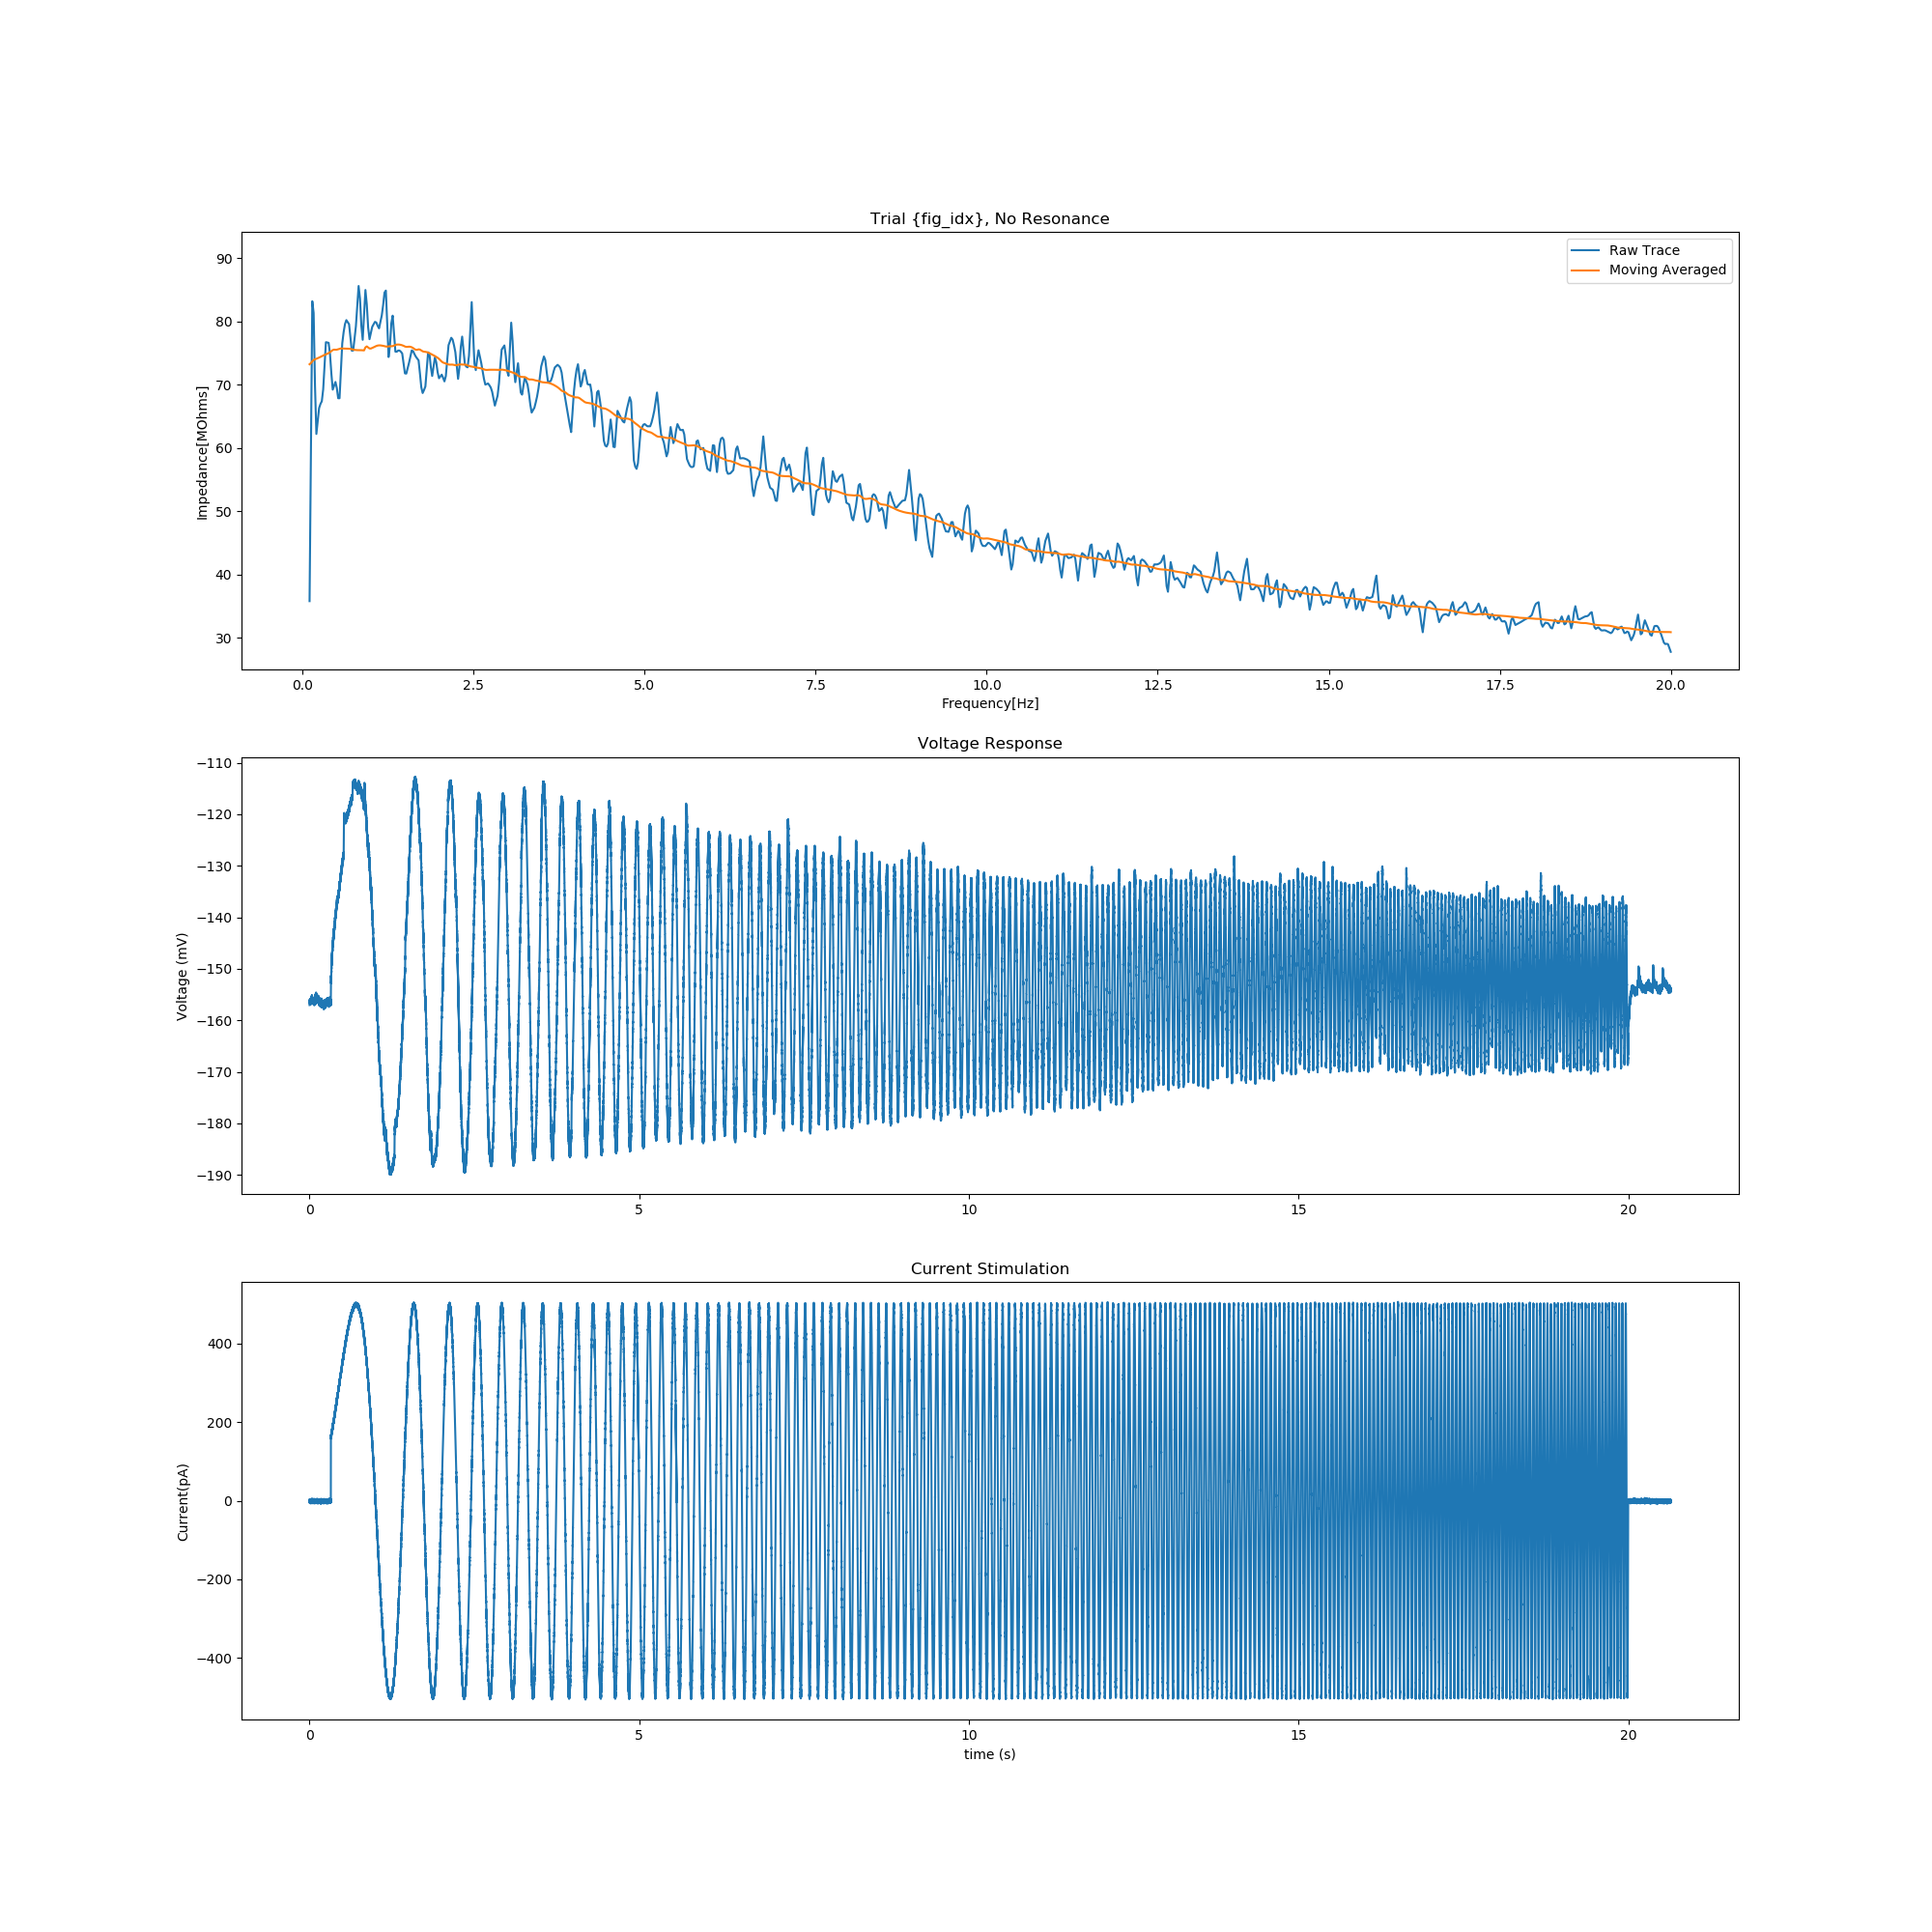 Trial {fig_idx}, No Resonance
Raw Trace
Moving Averaged
90
80
70
60
50
40
30
Impedance[MOhms]
0.0 2.5 5.0 7.5 10.0 12.5 15.0 17.5 20.0
Frequency[Hz]
Voltage Response
−110
−120
−130
−140
−150
−160
−170
−180
−190
Voltage (mV)
0 5 10 15 20
Current Stimulation
400
200
0
−200
−400
Current(pA)
0 5 10 15 20
time (s)